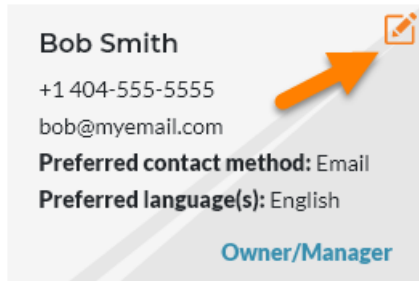 Bob Smith
+1 404-555-5555
bob@myemail.com
Preferred contact method: Email
Preferred language(s): English
Owner/Manager